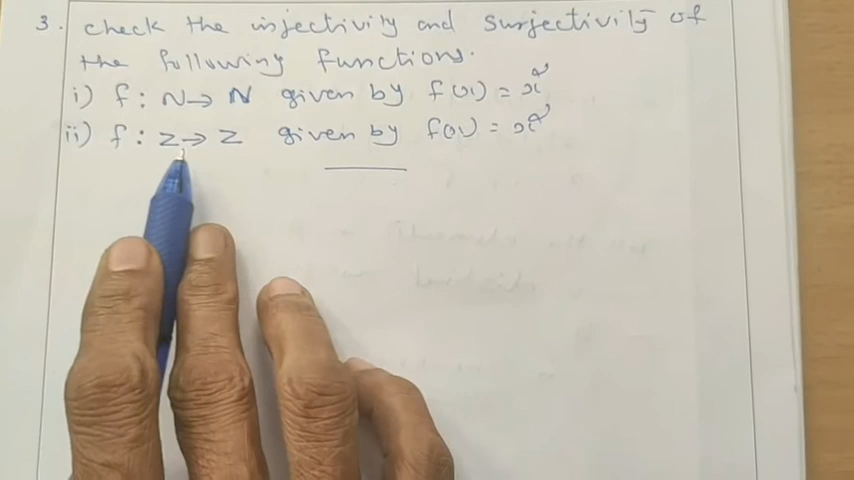 3. check the injectivity and surjectivity of
the following functions.
i) f : N → N given by f(x) = x²
ii) f : Z → Z given by f(x) = x²